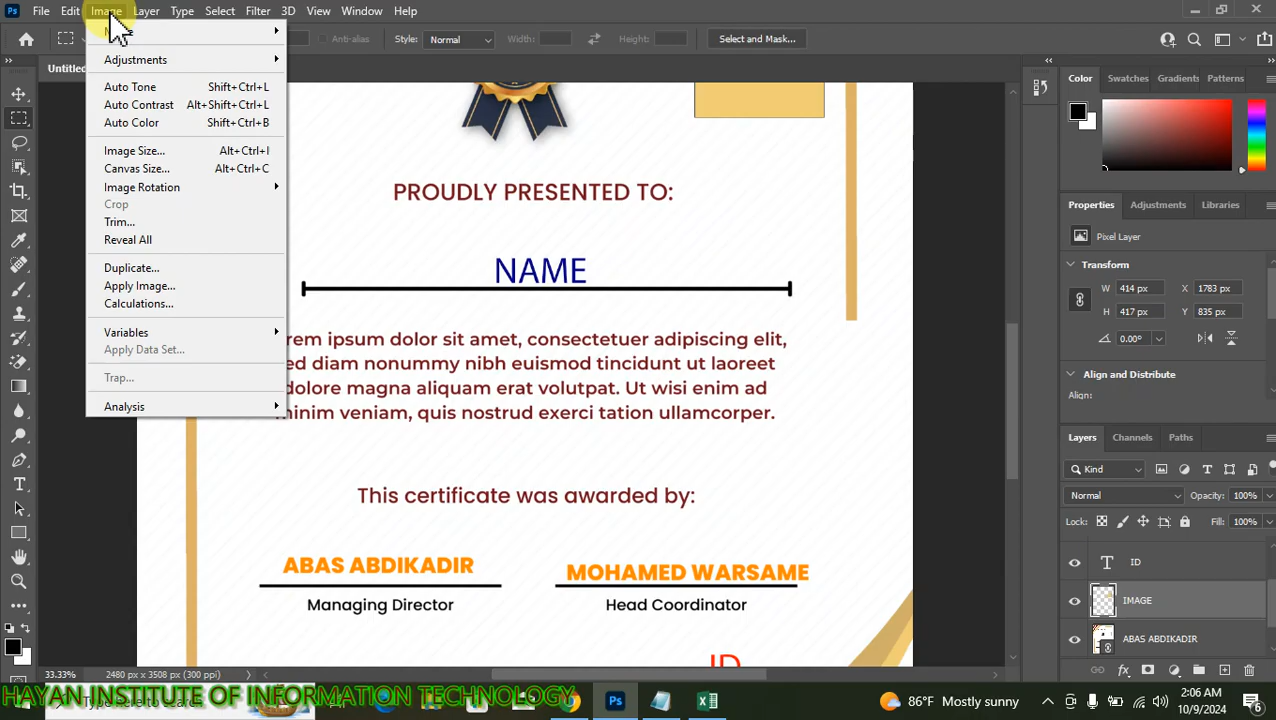 Ps File Edit Image Layer Type Select Filter 3D View Window Help
Anti-alias Style: Normal Width: Height: Select and Mask...
Untitled
Adjustments
Auto Tone Shift+Ctrl+L
Auto Contrast Alt+Shift+Ctrl+L
Auto Color Shift+Ctrl+B
Image Size... Alt+Ctrl+I
Canvas Size... Alt+Ctrl+C
Image Rotation
Crop
Trim...
Reveal All
Duplicate...
Apply Image...
Calculations...
Variables
Apply Data Set...
Trap...
Analysis
PROUDLY PRESENTED TO:
NAME
rem ipsum dolor sit amet, consectetuer adipiscing elit,
ed diam nonummy nibh euismod tincidunt ut laoreet
dolore magna aliquam erat volutpat. Ut wisi enim ad
minim veniam, quis nostrud exerci tation ullamcorper.
This certificate was awarded by:
ABAS ABDIKADIR MOHAMED WARSAME
Managing Director Head Coordinator
ID
Color Swatches Gradients Patterns
Properties Adjustments Libraries
Pixel Layer
Transform
W 414 px X 1783 px
H 417 px Y 835 px
0.00°
Align and Distribute
Align:
Layers Channels Paths
Kind
Normal Opacity: 100%
Lock: Fill: 100%
T ID
IMAGE
ABAS ABDIKADIR
33.33% 2480 px x 3508 px (300 ppi)
HAYAN INSTITUTE OF INFORMATION TECHNOLOGY
86°F Mostly sunny
2:06 AM
10/9/2024
6